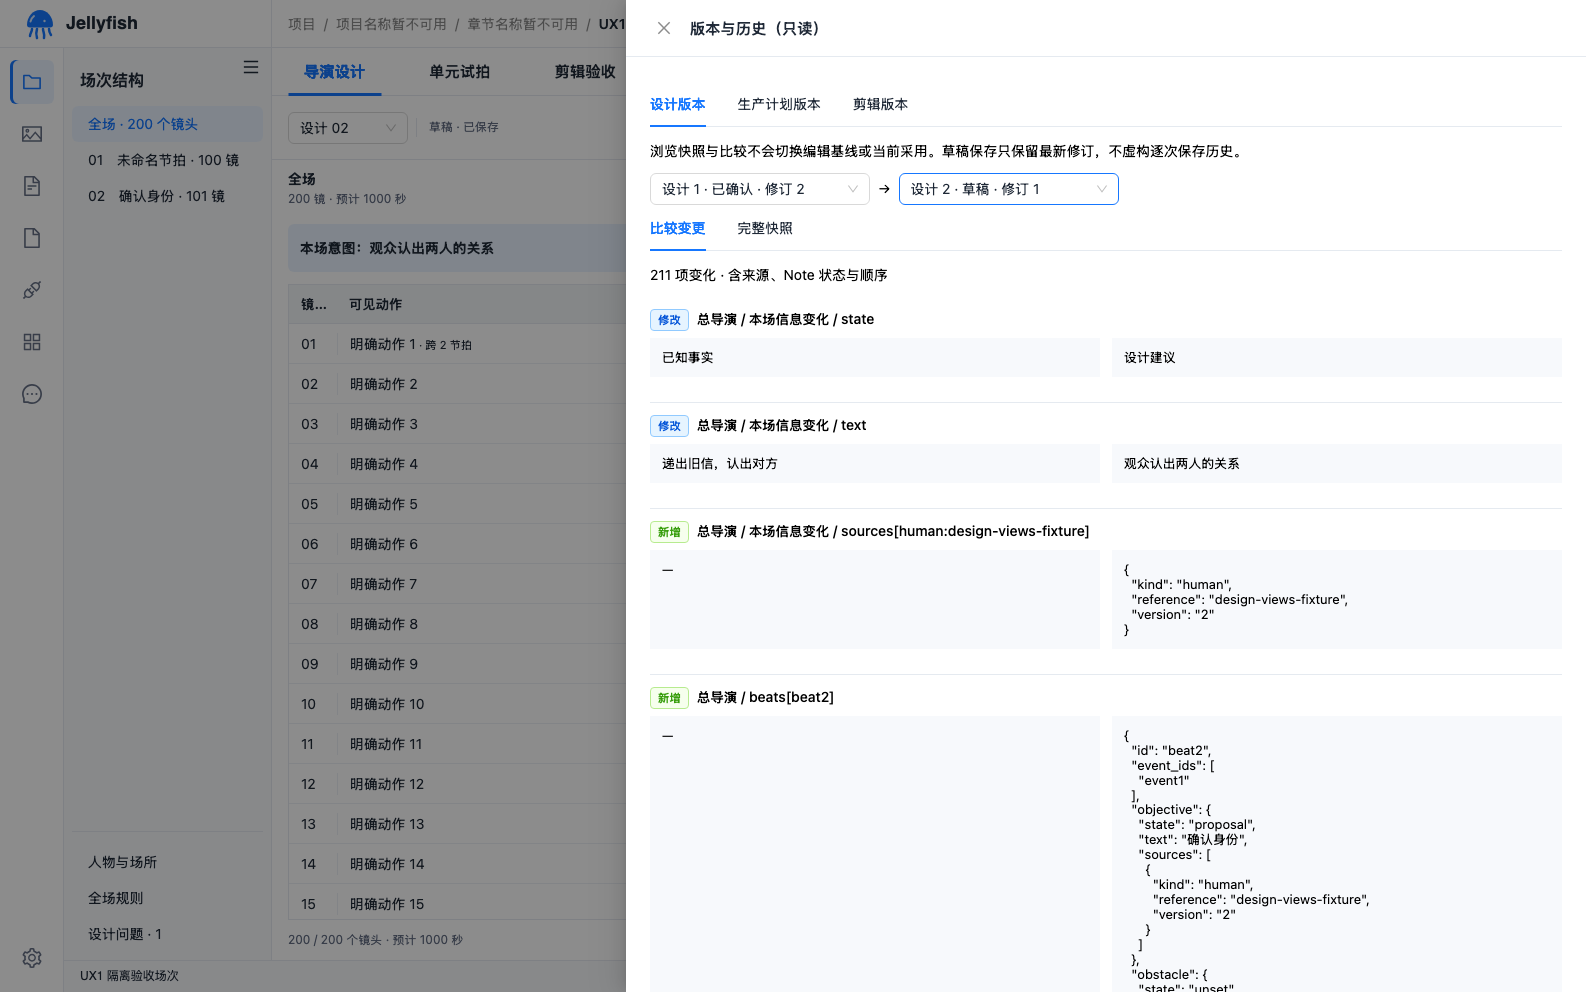 Jellyfish
项目 / 项目名称暂不可用 / 章节名称暂不可用 / UX1
场次结构
全场 · 200 个镜头
01 未命名节拍 · 100 镜
02 确认身份 · 101 镜
人物与场所
全场规则
设计问题 · 1
UX1 隔离验收场次
导演设计 单元试拍 剪辑验收
设计 02 草稿 · 已保存
全场
200 镜 · 预计 1000 秒
本场意图：观众认出两人的关系
镜... 可见动作
01 明确动作 1 · 跨 2 节拍
02 明确动作 2
03 明确动作 3
04 明确动作 4
05 明确动作 5
06 明确动作 6
07 明确动作 7
08 明确动作 8
09 明确动作 9
10 明确动作 10
11 明确动作 11
12 明确动作 12
13 明确动作 13
14 明确动作 14
15 明确动作 15
200 / 200 个镜头 · 预计 1000 秒
版本与历史（只读）
设计版本 生产计划版本 剪辑版本
浏览快照与比较不会切换编辑基线或当前采用。草稿保存只保留最新修订，不虚构逐次保存历史。
设计 1 · 已确认 · 修订 2 → 设计 2 · 草稿 · 修订 1
比较变更 完整快照
211 项变化 · 含来源、Note 状态与顺序
修改 总导演 / 本场信息变化 / state
已知事实 设计建议
修改 总导演 / 本场信息变化 / text
递出旧信，认出对方 观众认出两人的关系
新增 总导演 / 本场信息变化 / sources[human:design-views-fixture]
—
{
"kind": "human",
"reference": "design-views-fixture",
"version": "2"
}
新增 总导演 / beats[beat2]
—
{
"id": "beat2",
"event_ids": [
"event1"
],
"objective": {
"state": "proposal",
"text": "确认身份",
"sources": [
{
"kind": "human",
"reference": "design-views-fixture",
"version": "2"
}
]
},
"obstacle": {
"state": "unset"